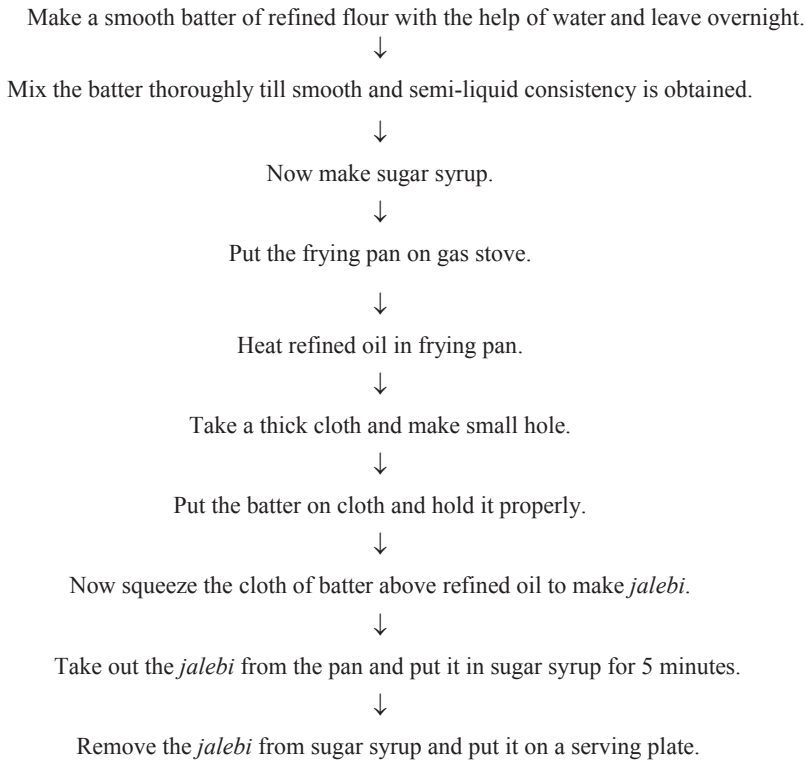 Make a smooth batter of refined flour with the help of water and leave overnight.
↓
Mix the batter thoroughly till smooth and semi-liquid consistency is obtained.
↓
Now make sugar syrup.
↓
Put the frying pan on gas stove.
↓
Heat refined oil in frying pan.
↓
Take a thick cloth and make small hole.
↓
Put the batter on cloth and hold it properly.
↓
Now squeeze the cloth of batter above refined oil to make jalebi.
↓
Take out the jalebi from the pan and put it in sugar syrup for 5 minutes.
↓
Remove the jalebi from sugar syrup and put it on a serving plate.